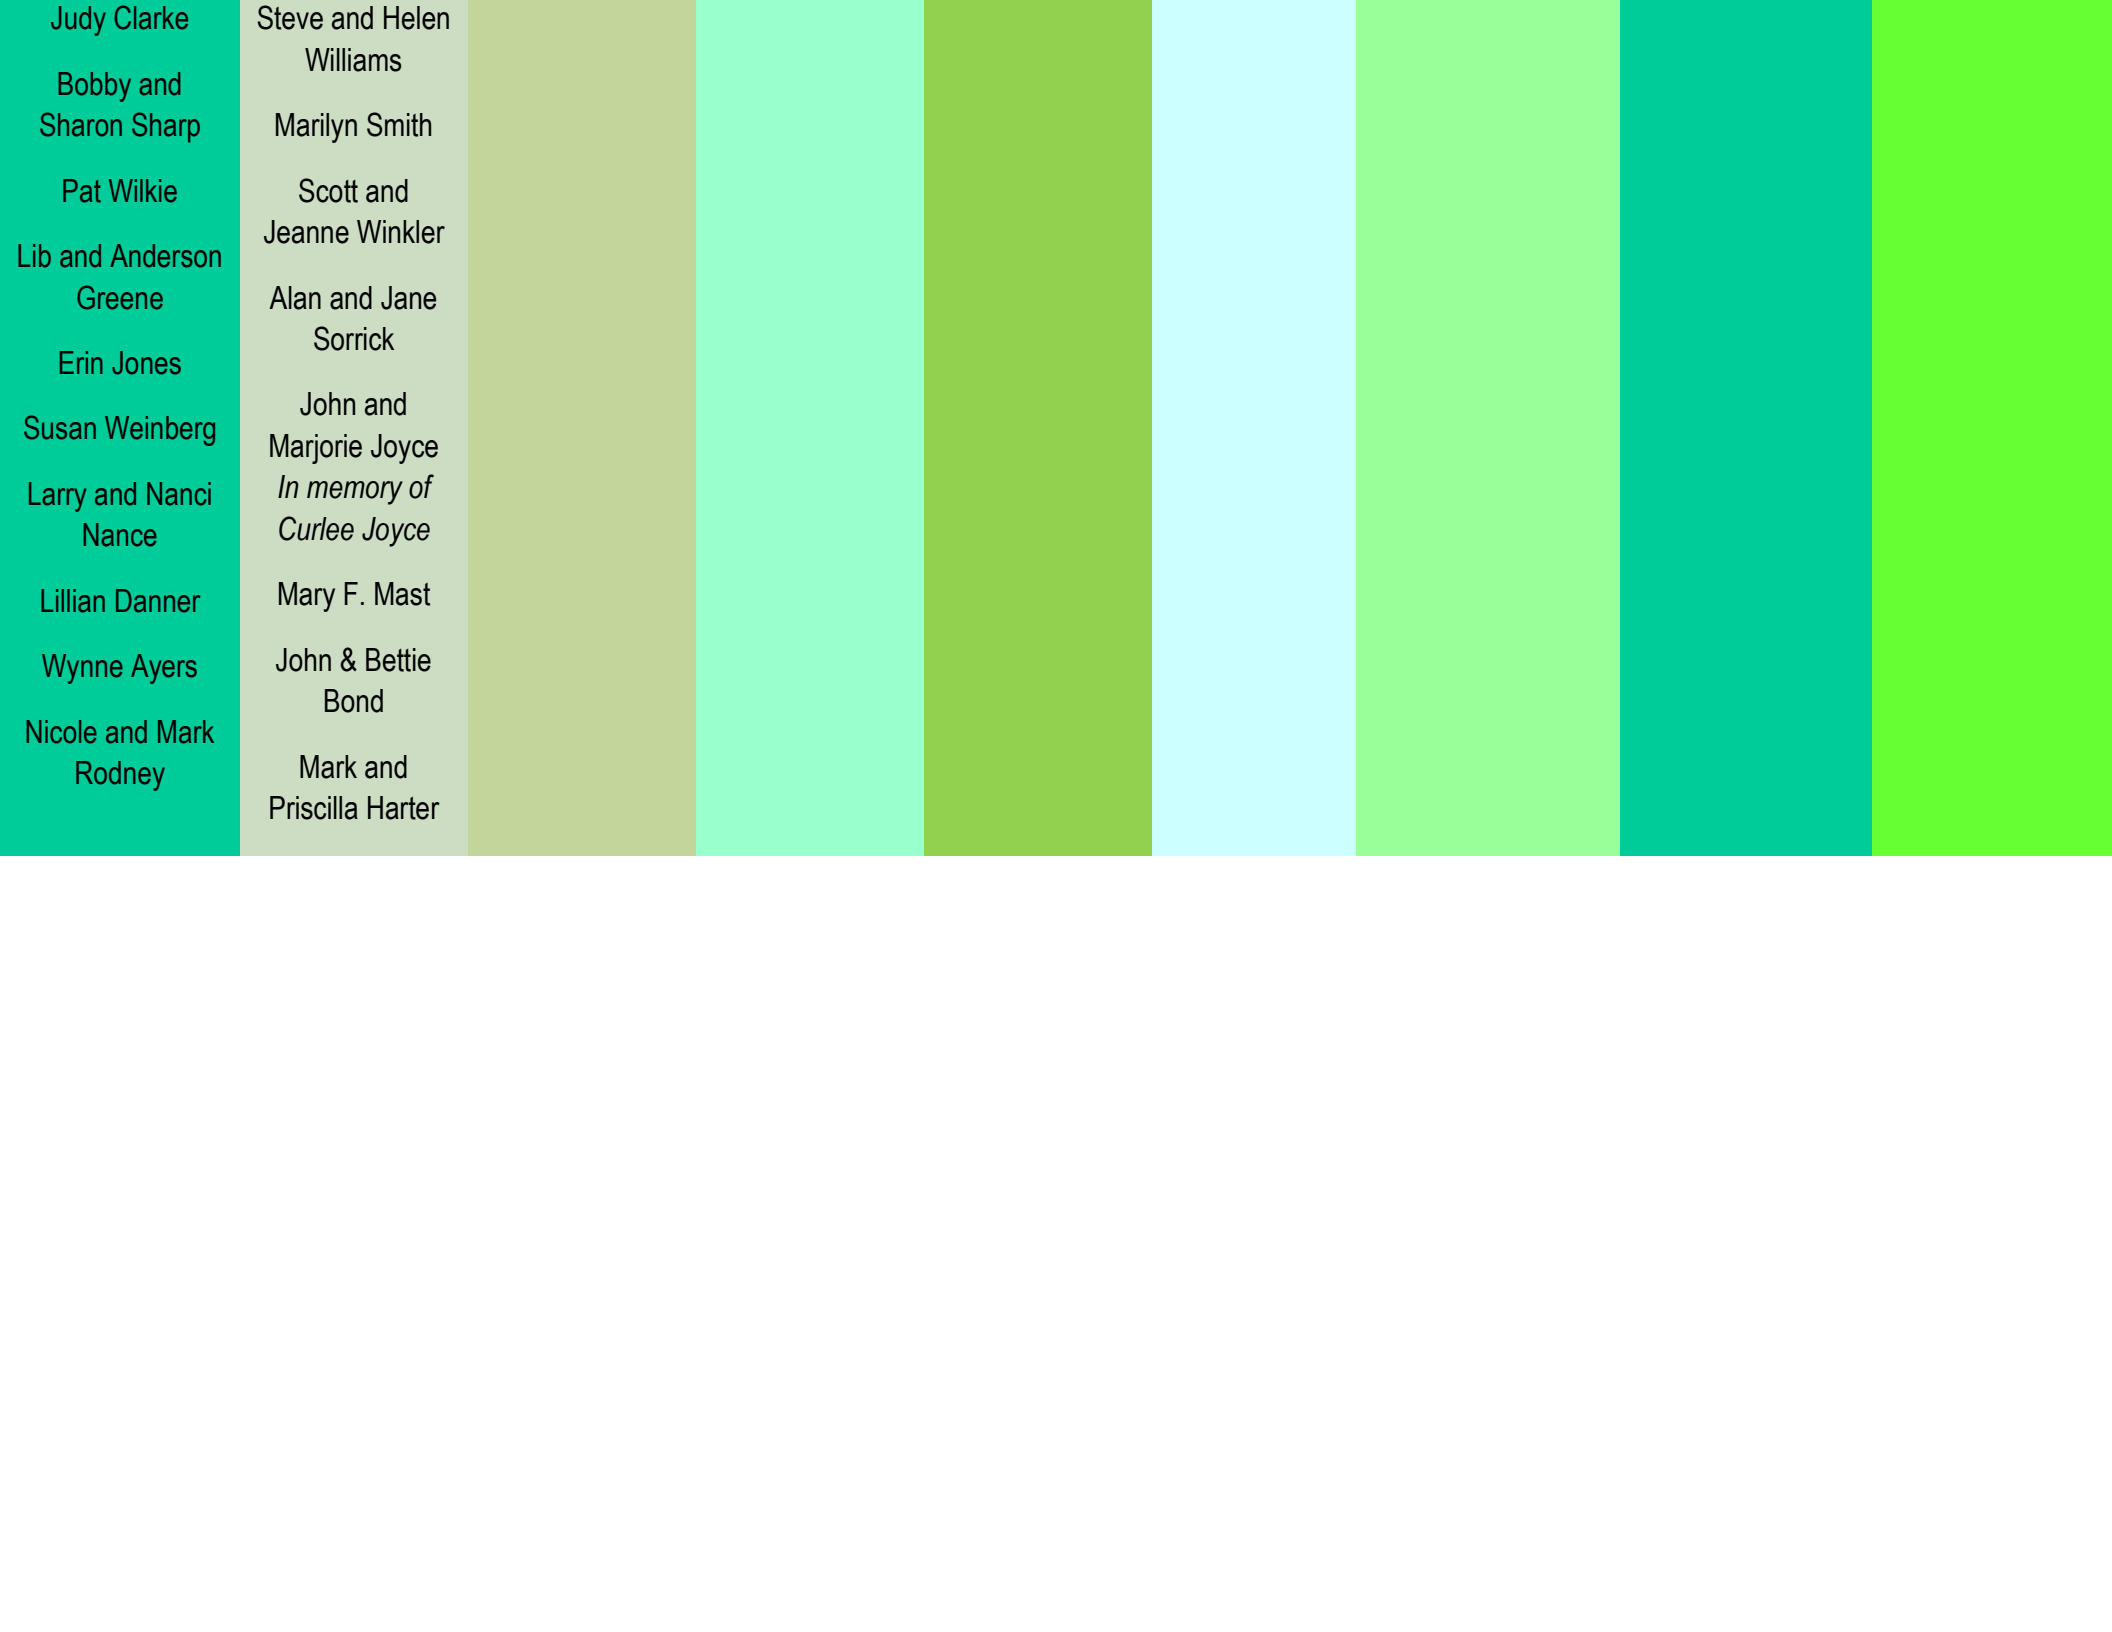 Judy Clarke
Bobby and
Sharon Sharp
Pat Wilkie
Lib and Anderson
Greene
Erin Jones
Susan Weinberg
Larry and Nanci
Nance
Lillian Danner
Wynne Ayers
Nicole and Mark
Rodney
Steve and Helen
Williams
Marilyn Smith
Scott and
Jeanne Winkler
Alan and Jane
Sorrick
John and
Marjorie Joyce
In memory of
Curlee Joyce
Mary F. Mast
John & Bettie
Bond
Mark and
Priscilla Harter